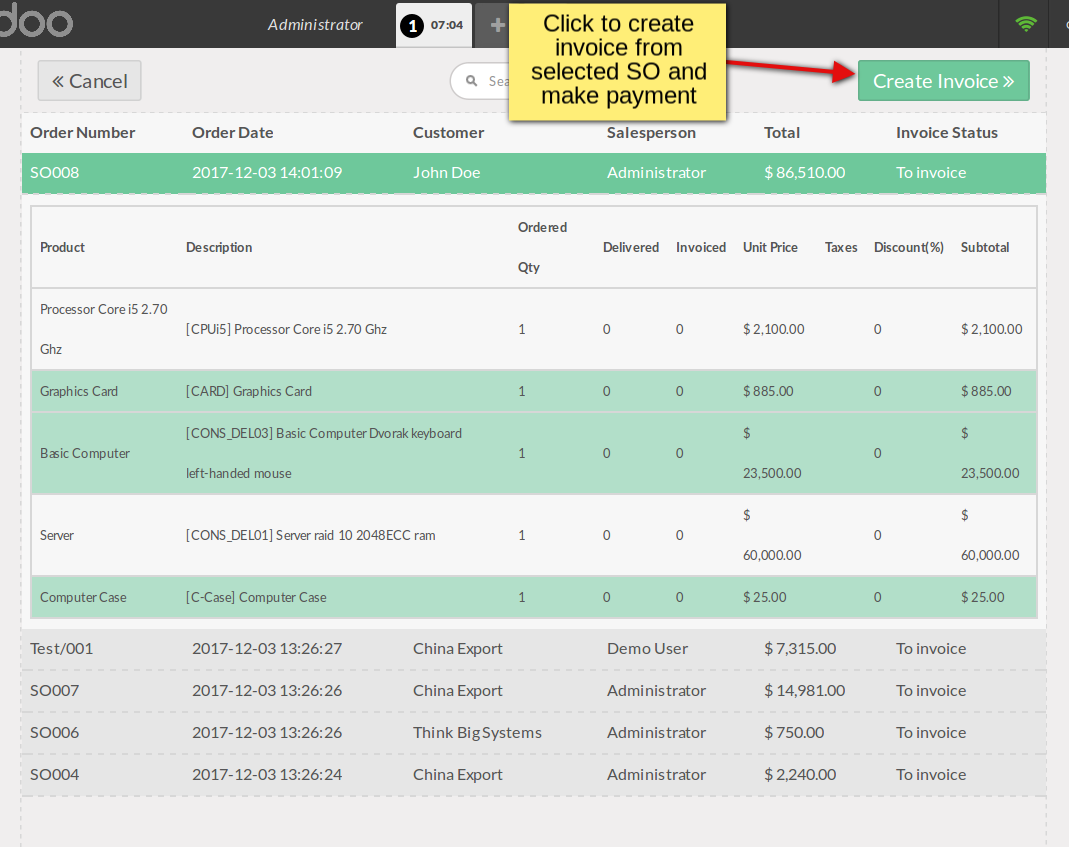 doo Administrator 1 07:04 +
Click to create
invoice from
selected SO and
make payment
« Cancel
Sea
Create Invoice »
Order Number Order Date Customer Salesperson Total Invoice Status
SO008 2017-12-03 14:01:09 John Doe Administrator $ 86,510.00 To invoice
Product Description Ordered Qty Delivered Invoiced Unit Price Taxes Discount(%) Subtotal
Processor Core i5 2.70 Ghz [CPUi5] Processor Core i5 2.70 Ghz 1 0 0 $ 2,100.00 0 $ 2,100.00
Graphics Card [CARD] Graphics Card 1 0 0 $ 885.00 0 $ 885.00
Basic Computer [CONS_DEL03] Basic Computer Dvorak keyboard left-handed mouse 1 0 0 $ 23,500.00 0 $ 23,500.00
Server [CONS_DEL01] Server raid 10 2048ECC ram 1 0 0 $ 60,000.00 0 $ 60,000.00
Computer Case [C-Case] Computer Case 1 0 0 $ 25.00 0 $ 25.00
Test/001 2017-12-03 13:26:27 China Export Demo User $ 7,315.00 To invoice
SO007 2017-12-03 13:26:26 China Export Administrator $ 14,981.00 To invoice
SO006 2017-12-03 13:26:26 Think Big Systems Administrator $ 750.00 To invoice
SO004 2017-12-03 13:26:24 China Export Administrator $ 2,240.00 To invoice